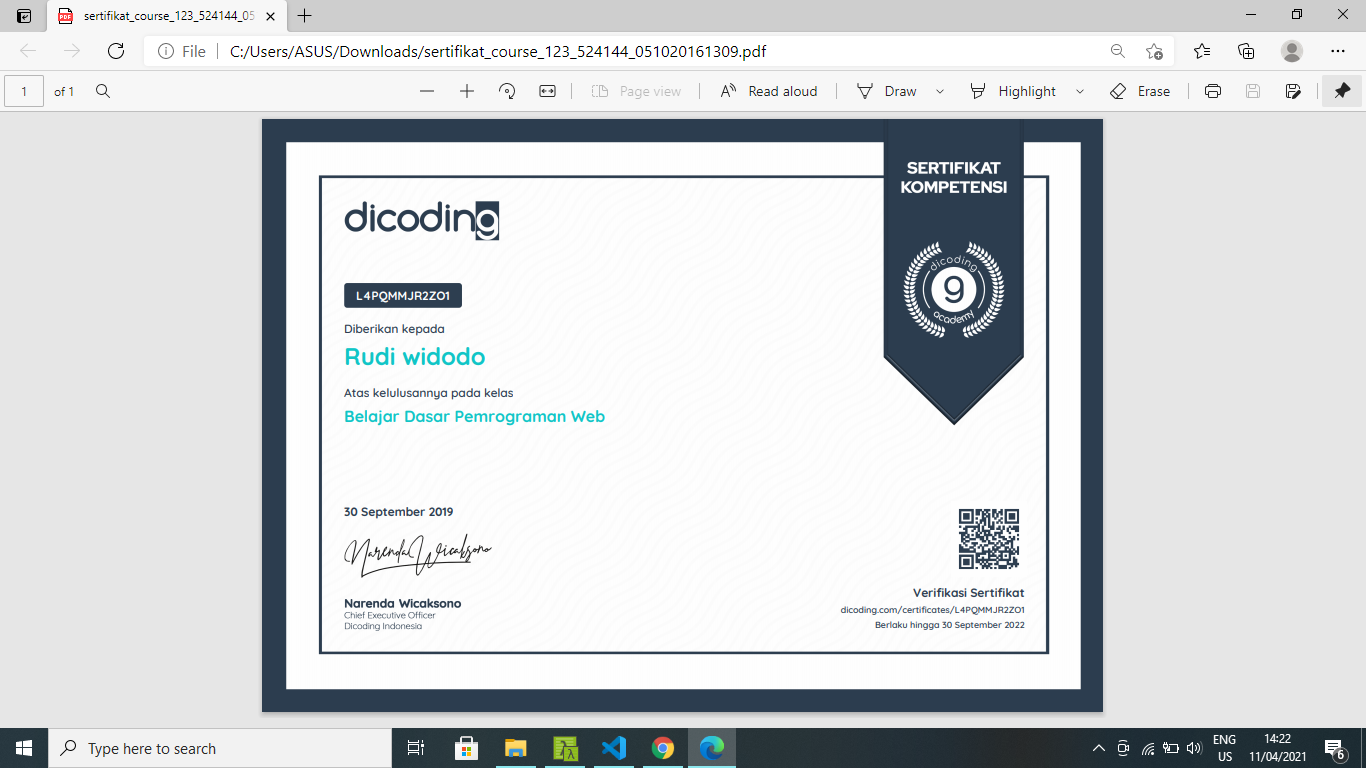 sertifikat_course_123_524144_05
File
C:/Users/ASUS/Downloads/sertifikat_course_123_524144_051020161309.pdf
1 of 1
Page view
Read aloud
Draw
Highlight
Erase
SERTIFIKAT
KOMPETENSI
dicoding
dicoding
9
academy
L4PQMMJR2ZO1
Diberikan kepada
Rudi widodo
Atas kelulusannya pada kelas
Belajar Dasar Pemrograman Web
30 September 2019
Narenda Wicaksono
Narenda Wicaksono
Chief Executive Officer
Dicoding Indonesia
Verifikasi Sertifikat
dicoding.com/certificates/L4PQMMJR2ZO1
Berlaku hingga 30 September 2022
Type here to search
ENG
US
14:22
11/04/2021
6